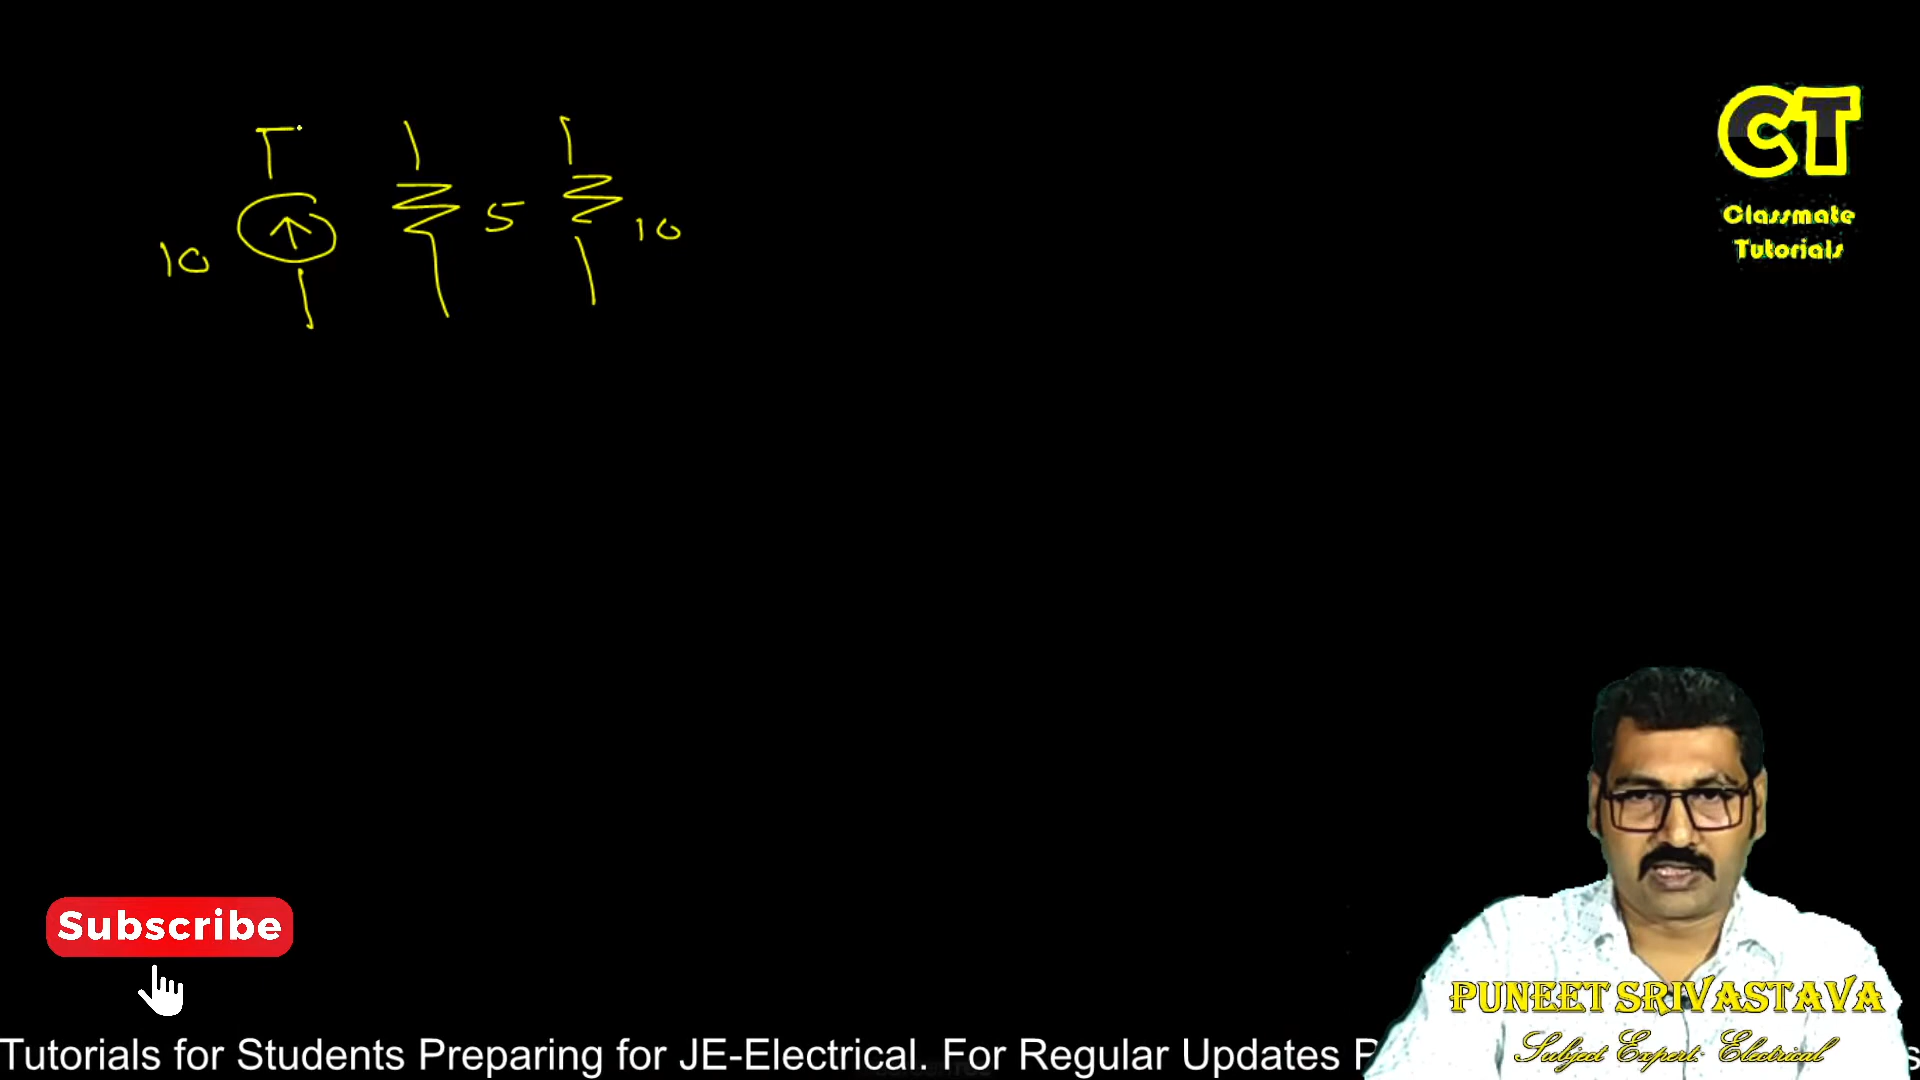 10
5
10
CT
Classmate
Tutorials
Subscribe
PUNEET SRIVASTAVA
Subject Expert: Electrical
Tutorials for Students Preparing for JE-Electrical. For Regular Updates P